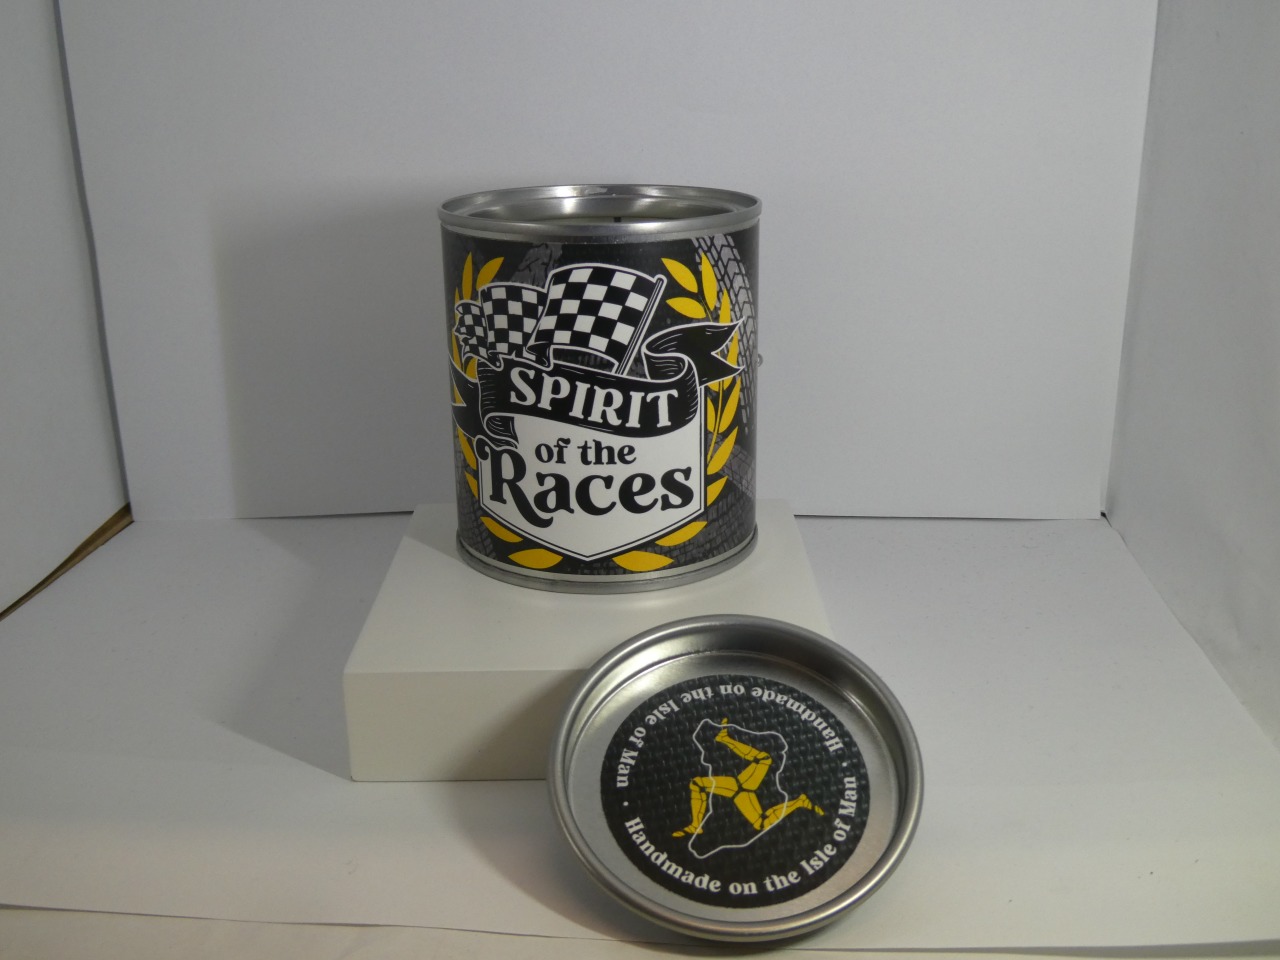 SPIRIT
of the
Races
Handmade on the Isle of Man ·
Handmade on the Isle of Man ·